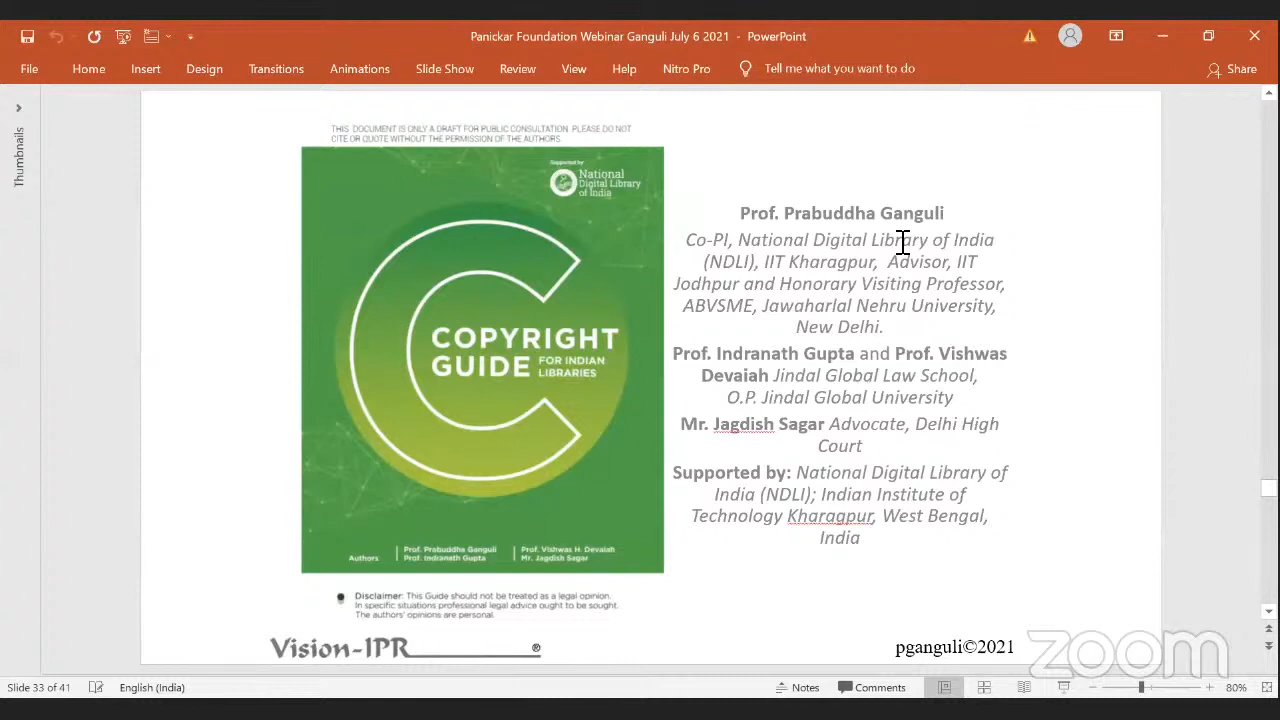 Panickar Foundation Webinar Ganguli July 6 2021 - PowerPoint
File Home Insert Design Transitions Animations Slide Show Review View Help Nitro Pro Tell me what you want to do Share
Thumbnails
THIS DOCUMENT IS ONLY A DRAFT FOR PUBLIC CONSULTATION. PLEASE DO NOT
CITE OR QUOTE WITHOUT THE PERMISSION OF THE AUTHORS.
Supported by
National
Digital Library
of India
COPYRIGHT
GUIDE FOR INDIAN
LIBRARIES
Authors
Prof. Prabuddha Ganguli
Prof. Indranath Gupta
Prof. Vishwas H. Devaiah
Mr. Jagdish Sagar
Disclaimer: This Guide should not be treated as a legal opinion.
In specific situations professional legal advice ought to be sought.
The authors' opinions are personal.
Prof. Prabuddha Ganguli
Co-PI, National Digital Library of India
(NDLI), IIT Kharagpur, Advisor, IIT
Jodhpur and Honorary Visiting Professor,
ABVSME, Jawaharlal Nehru University,
New Delhi.
Prof. Indranath Gupta and Prof. Vishwas
Devaiah Jindal Global Law School,
O.P. Jindal Global University
Mr. Jagdish Sagar Advocate, Delhi High
Court
Supported by: National Digital Library of
India (NDLI); Indian Institute of
Technology Kharagpur, West Bengal,
India
Vision-IPR ®
pganguli©2021
zoom
Slide 33 of 41 English (India) Notes Comments 80%